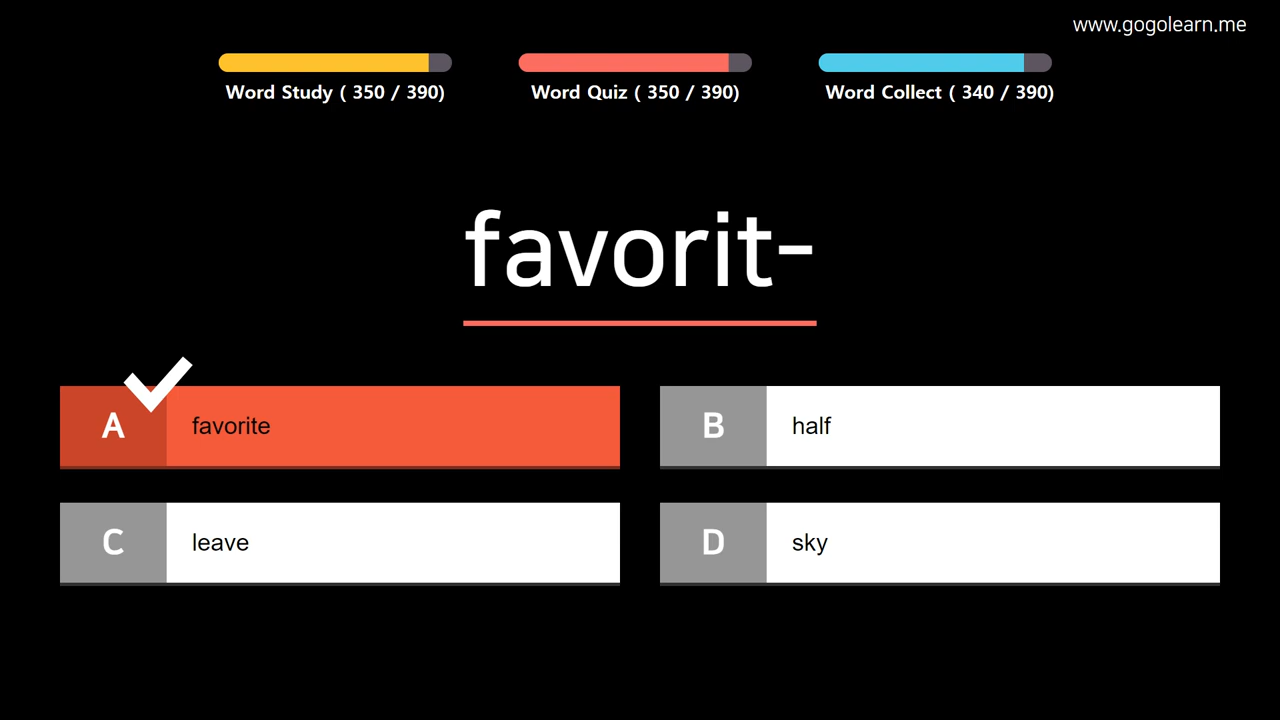 www.gogolearn.me
Word Study ( 350 / 390)
Word Quiz ( 350 / 390)
Word Collect ( 340 / 390)
favorit-
A favorite
B half
C leave
D sky